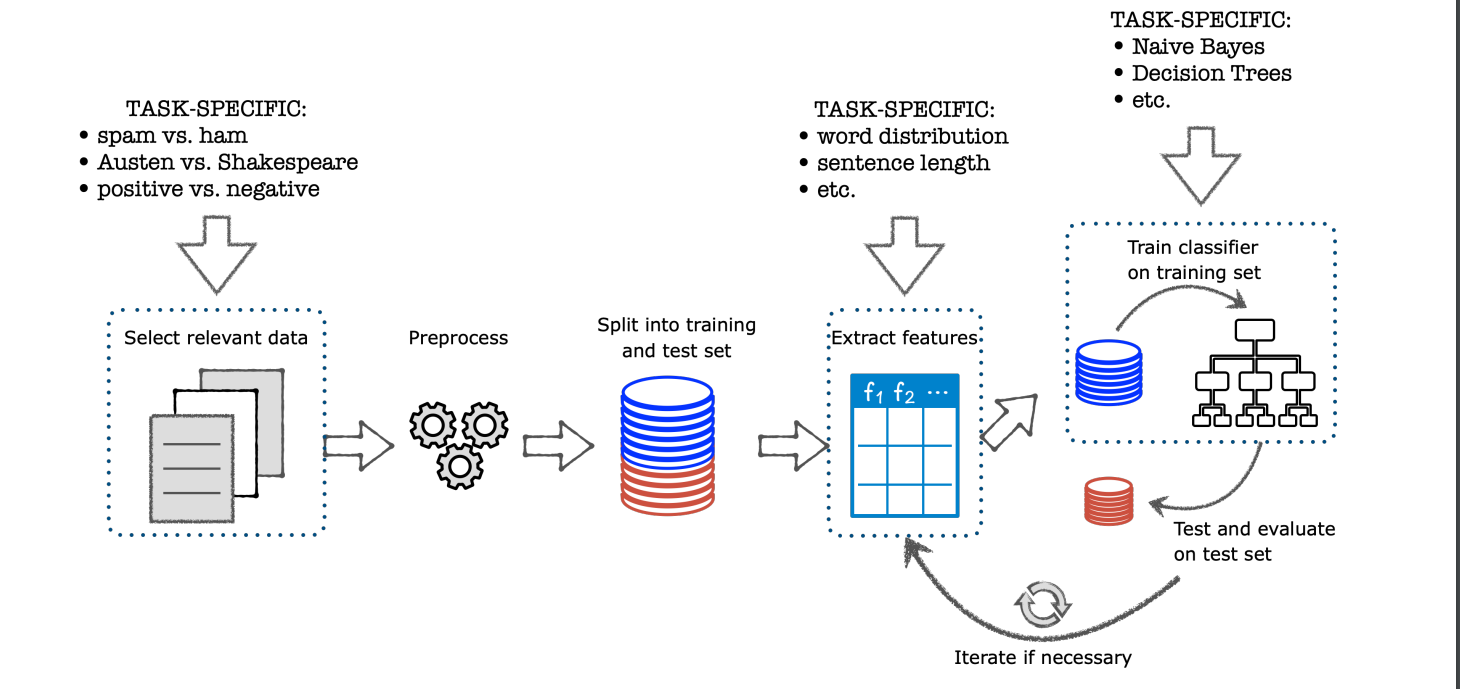 TASK-SPECIFIC:
• Naive Bayes
• Decision Trees
• etc.
TASK-SPECIFIC:
• spam vs. ham
• Austen vs. Shakespeare
• positive vs. negative
TASK-SPECIFIC:
• word distribution
• sentence length
• etc.
Select relevant data
Preprocess
Split into training
and test set
Extract features
f₁ f₂ ...
Train classifier
on training set
Test and evaluate
on test set
Iterate if necessary